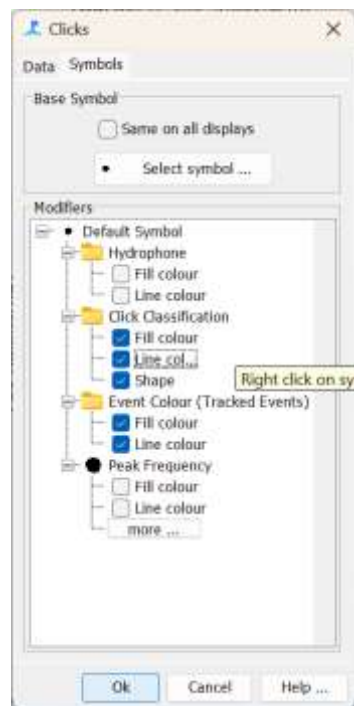 Clicks
Data Symbols
Base Symbol
Same on all displays
Select symbol ...
Modifiers
Default Symbol
Hydrophone
Fill colour
Line colour
Click Classification
Fill colour
Line col...
Shape
Right click on sy
Event Colour (Tracked Events)
Fill colour
Line colour
Peak Frequency
Fill colour
Line colour
more ...
Ok Cancel Help ...